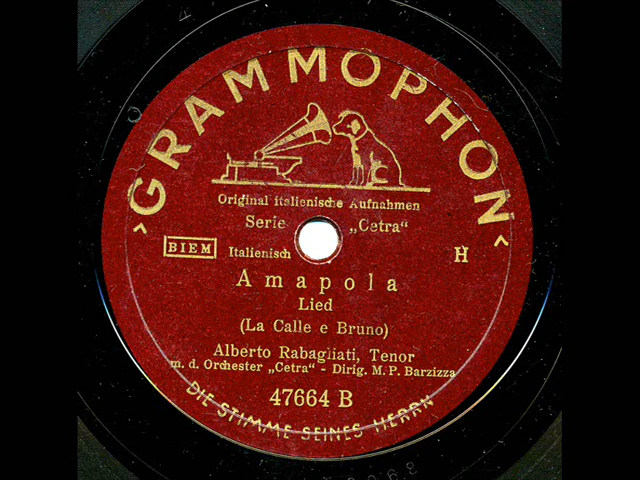 ›GRAMMOPHON‹
Original italienische Aufnahmen
Serie „Cetra“
BIEM Italienisch H
Amapola
Lied
(La Calle e Bruno)
Alberto Rabagliati, Tenor
m. d. Orchester „Cetra“ - Dirig. M. P. Barzizza
47664 B
DIE STIMME SEINES HERRN